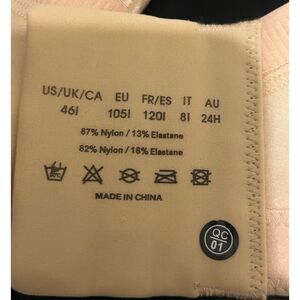 US/UK/CA EU FR/ES IT AU
46I 105I 120I 8I 24H
87% Nylon / 13% Elastane
82% Nylon / 18% Elastane
MADE IN CHINA
QC
01